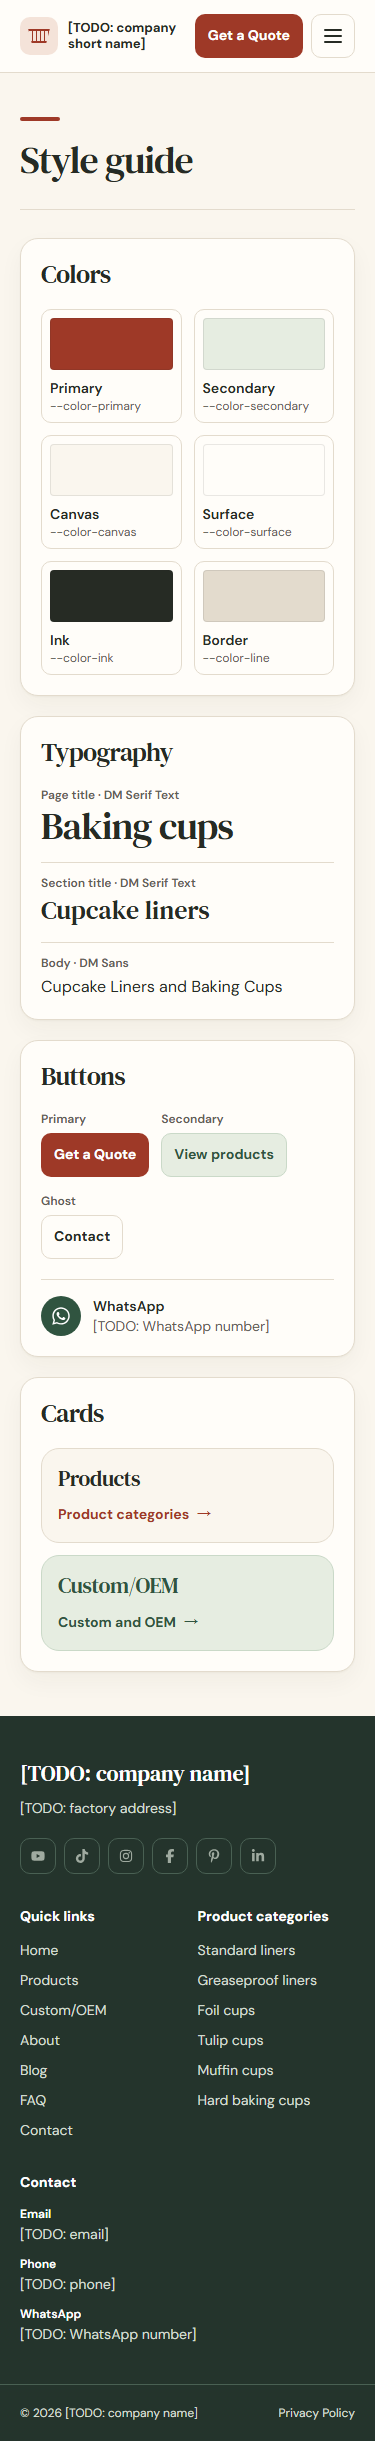 [TODO: company
short name]
Get a Quote
Style guide
Colors
Primary
--color-primary
Secondary
--color-secondary
Canvas
--color-canvas
Surface
--color-surface
Ink
--color-ink
Border
--color-line
Typography
Page title · DM Serif Text
Baking cups
Section title · DM Serif Text
Cupcake liners
Body · DM Sans
Cupcake Liners and Baking Cups
Buttons
Primary
Get a Quote
Secondary
View products
Ghost
Contact
WhatsApp
[TODO: WhatsApp number]
Cards
Products
Product categories →
Custom/OEM
Custom and OEM →
[TODO: company name]
[TODO: factory address]
Quick links
Home
Products
Custom/OEM
About
Blog
FAQ
Contact
Product categories
Standard liners
Greaseproof liners
Foil cups
Tulip cups
Muffin cups
Hard baking cups
Contact
Email
[TODO: email]
Phone
[TODO: phone]
WhatsApp
[TODO: WhatsApp number]
© 2026 [TODO: company name]
Privacy Policy